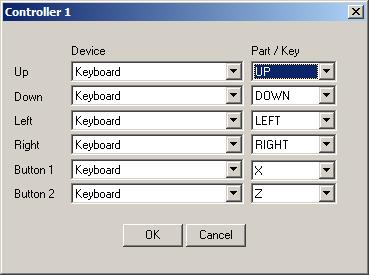 Controller 1
Device Part / Key
Up Keyboard UP
Down Keyboard DOWN
Left Keyboard LEFT
Right Keyboard RIGHT
Button 1 Keyboard X
Button 2 Keyboard Z
OK Cancel